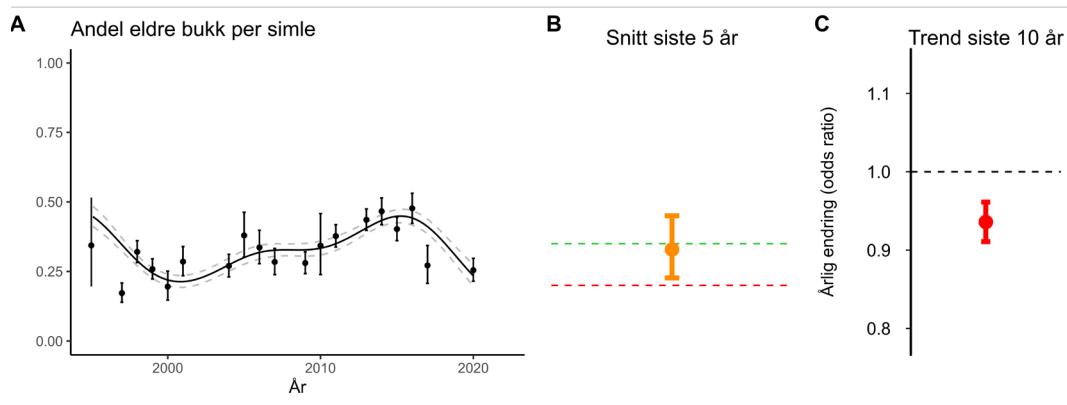 A
Andel eldre bukk per simle
1.00
0.75
0.50
0.25
0.00
2000
2010
2020
År
B
Snitt siste 5 år
C
Trend siste 10 år
Årlig endring (odds ratio)
1.1
1.0
0.9
0.8